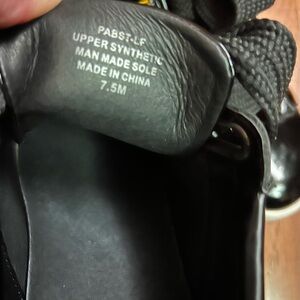 PABST-LF
UPPER SYNTHETIC
MAN MADE SOLE
MADE IN CHINA
7.5M